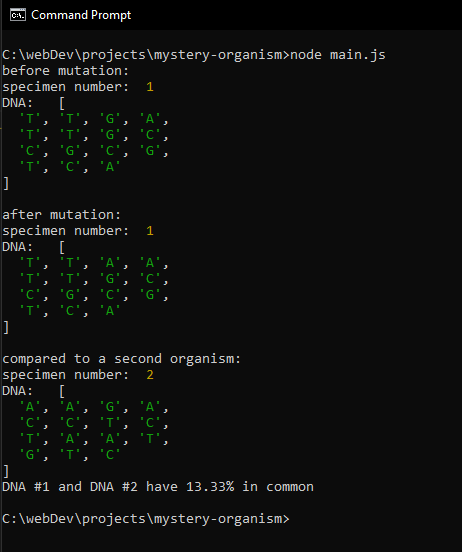 Command Prompt
C:\webDev\projects\mystery-organism>node main.js
before mutation:
specimen number:  1
DNA:   [
  'T', 'T', 'G', 'A',
  'T', 'T', 'G', 'C',
  'C', 'G', 'C', 'G',
  'T', 'C', 'A'
]
after mutation:
specimen number:  1
DNA:   [
  'T', 'T', 'A', 'A',
  'T', 'T', 'G', 'C',
  'C', 'G', 'C', 'G',
  'T', 'C', 'A'
]
compared to a second organism:
specimen number:  2
DNA:   [
  'A', 'A', 'G', 'A',
  'C', 'C', 'T', 'C',
  'T', 'A', 'A', 'T',
  'G', 'T', 'C'
]
DNA #1 and DNA #2 have 13.33% in common
C:\webDev\projects\mystery-organism>